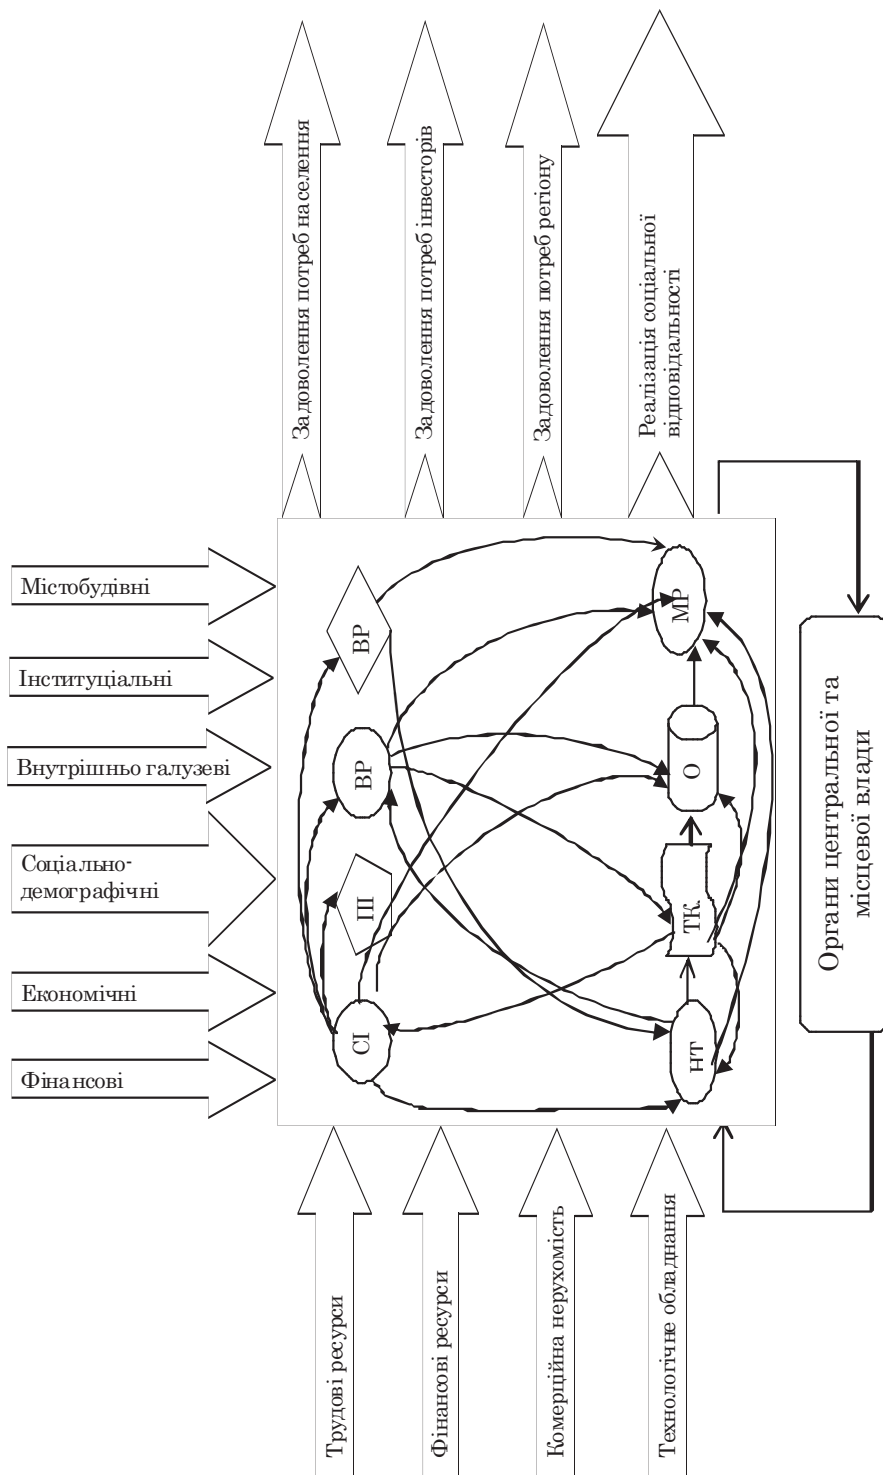 Задоволення потреб населення
Задоволення потреб інвесторів
Задоволення потреб регіону
Реалізація соціальної
відповідальності
Містобудівні
Інституціальні
Внутрішньо галузеві
Соціально-
демографічні
Економічні
Фінансові
СІ
ПІ
ВР
ВР
НТ
ТК
О
МР
Органи центральної та
місцевої влади
Трудові ресурси
Фінансові ресурси
Комерційна нерухомість
Технологічне обладнання